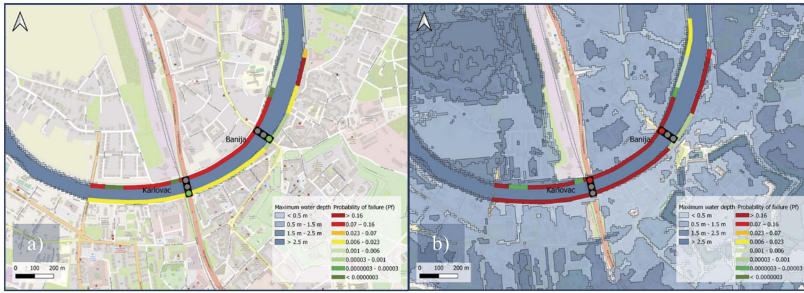 Banija
Karlovac
a)
0 100 200 m
Maximum water depth Probability of failure (Pf)
< 0.5 m > 0.16
0.5 m - 1.5 m 0.07 - 0.16
1.5 m - 2.5 m 0.023 - 0.07
> 2.5 m 0.006 - 0.023
0.001 - 0.006
0.00003 - 0.001
0.0000003 - 0.00003
< 0.0000003
Banija
Karlovac
b)
0 100 200 m
Maximum water depth Probability of failure (Pf)
< 0.5 m > 0.16
0.5 m - 1.5 m 0.07 - 0.16
1.5 m - 2.5 m 0.023 - 0.07
> 2.5 m 0.006 - 0.023
0.001 - 0.006
0.00003 - 0.001
0.0000003 - 0.00003
< 0.0000003